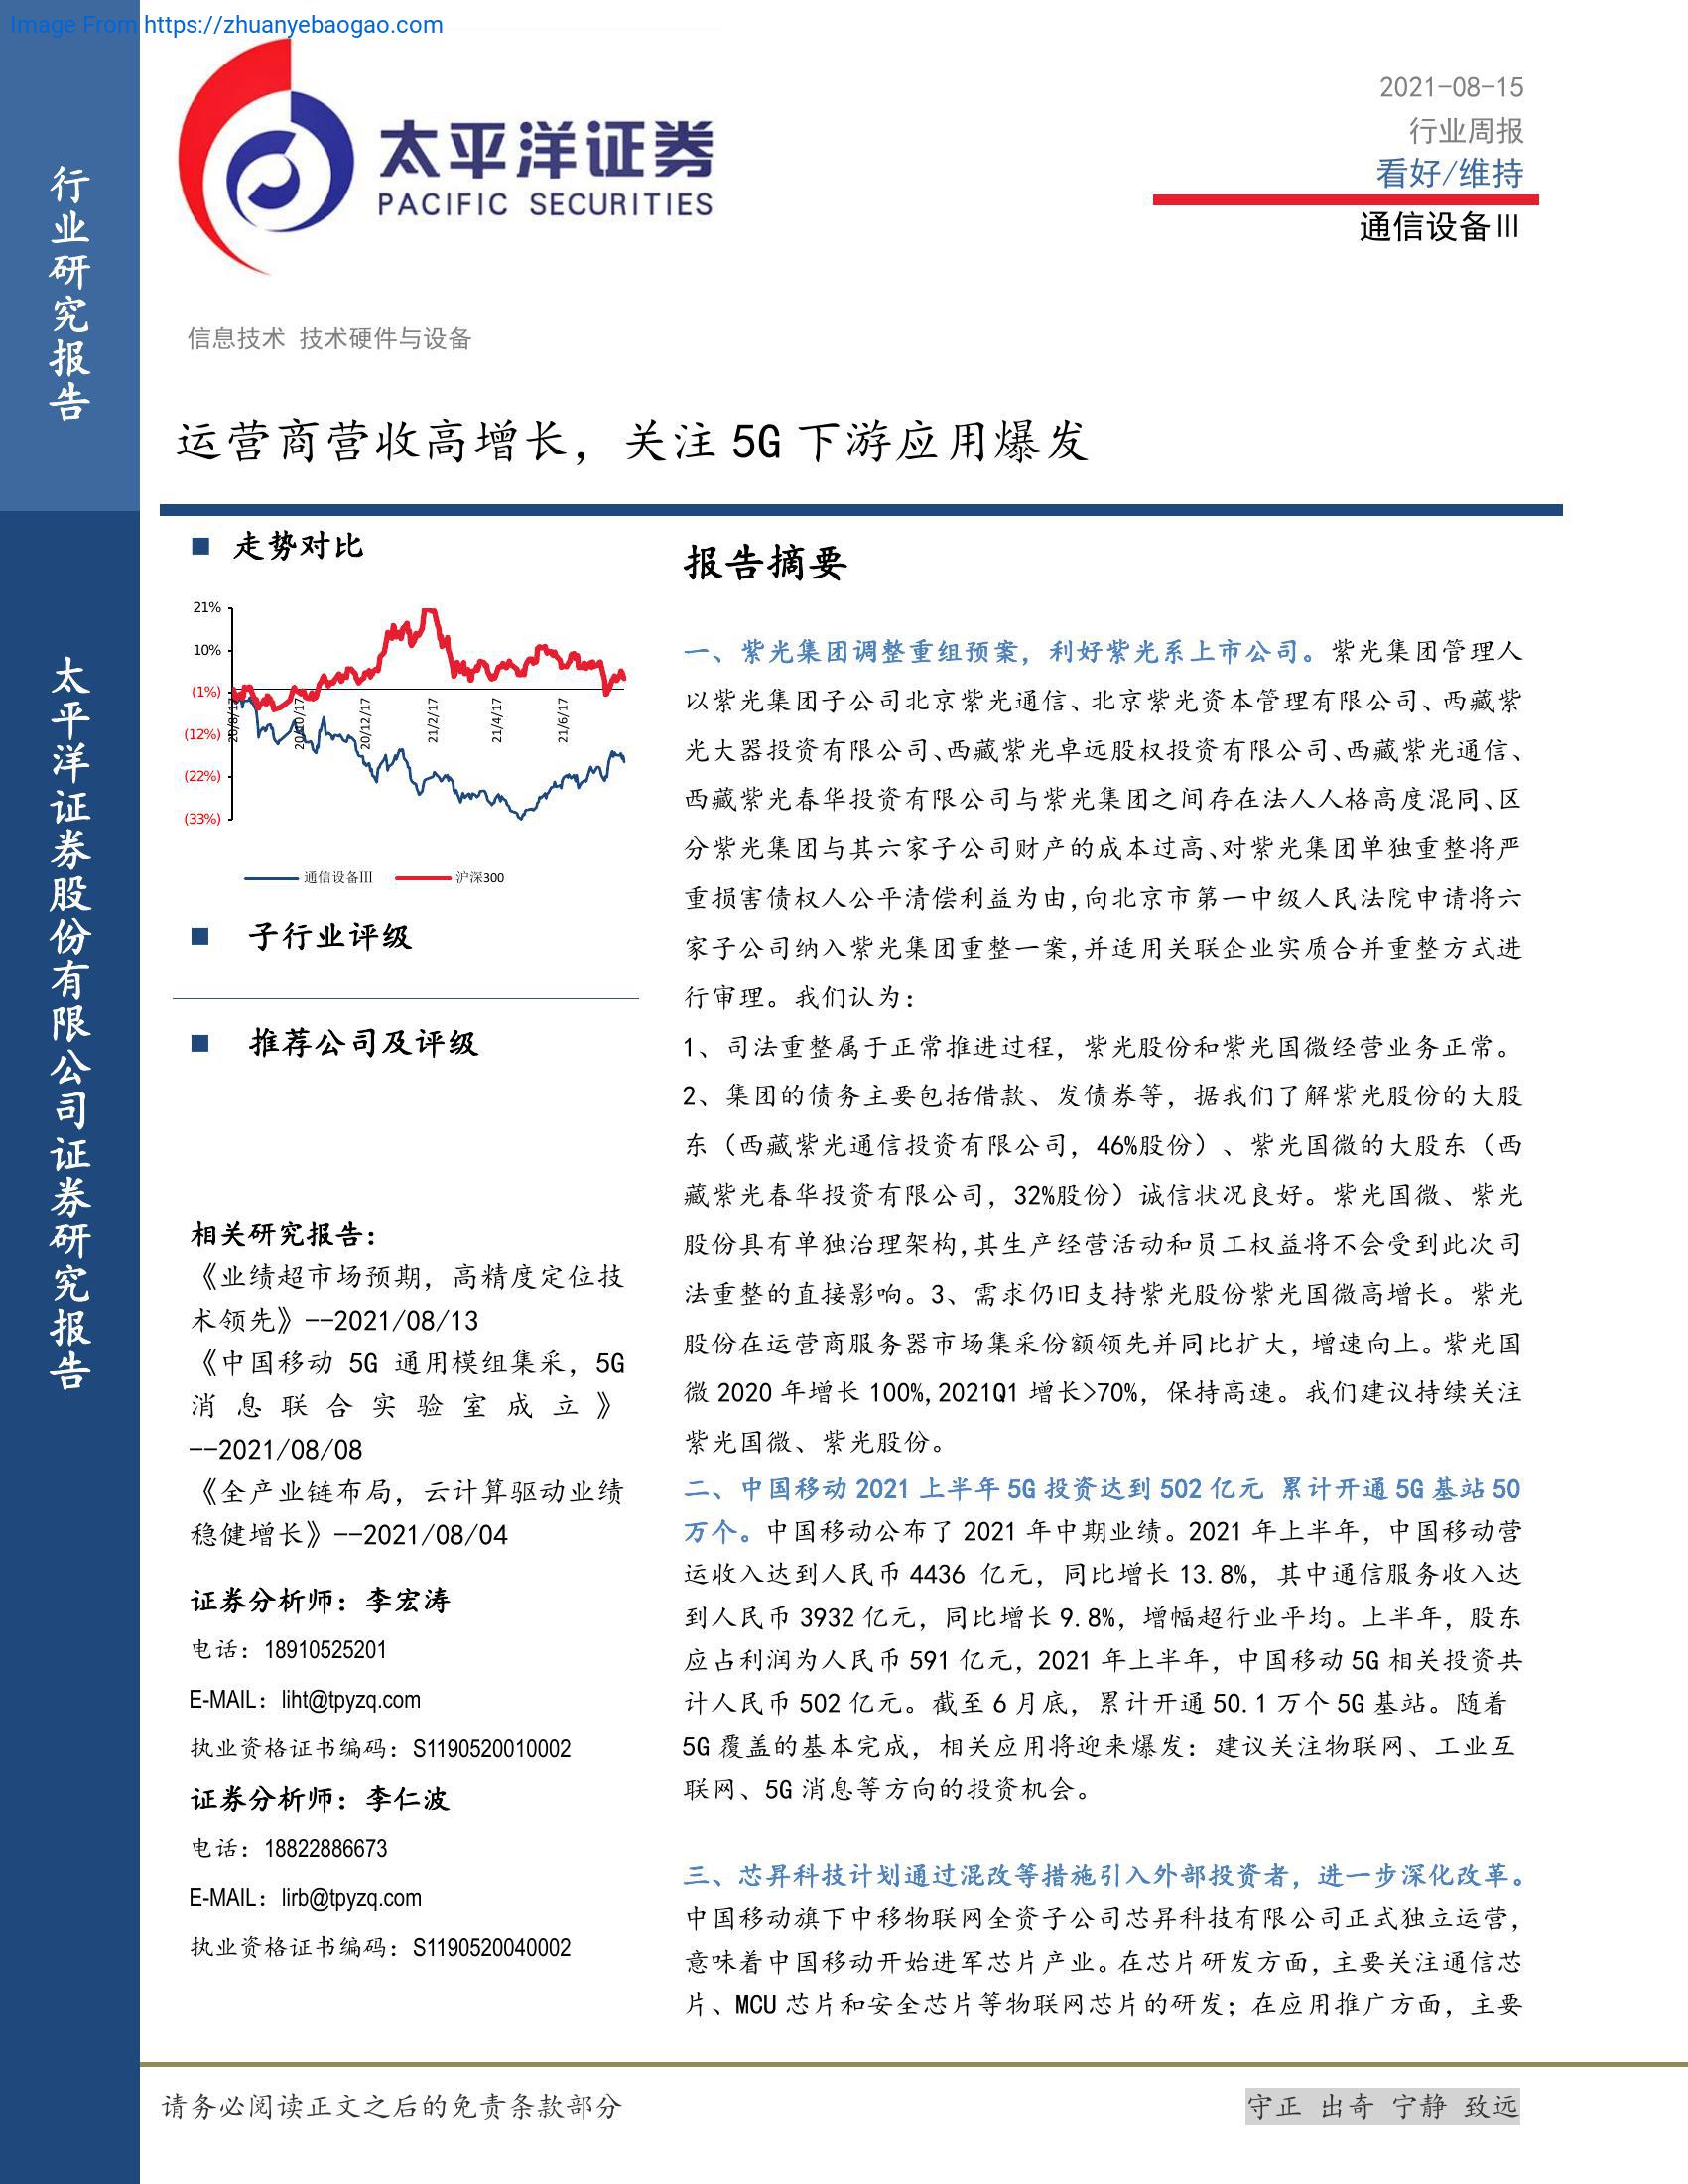 Image From https://zhuanyebaogao.com
行业研究报告
太平洋证券股份有限公司证券研究报告
太平洋证券
PACIFIC SECURITIES
2021-08-15
行业周报
看好/维持
通信设备Ⅲ
信息技术 技术硬件与设备
运营商营收高增长，关注 5G 下游应用爆发
■ 走势对比
21%
10%
(1%)
(12%)
(22%)
(33%)
20/8/17
20/10/17
20/12/17
21/2/17
21/4/17
21/6/17
通信设备Ⅲ 沪深300
■ 子行业评级
■ 推荐公司及评级
相关研究报告：
《业绩超市场预期，高精度定位技
术领先》--2021/08/13
《中国移动 5G 通用模组集采，5G
消息联合实验室成立》
--2021/08/08
《全产业链布局，云计算驱动业绩
稳健增长》--2021/08/04
证券分析师：李宏涛
电话：18910525201
E-MAIL：liht@tpyzq.com
执业资格证书编码：S1190520010002
证券分析师：李仁波
电话：18822886673
E-MAIL：lirb@tpyzq.com
执业资格证书编码：S1190520040002
报告摘要
一、紫光集团调整重组预案，利好紫光系上市公司。紫光集团管理人
以紫光集团子公司北京紫光通信、北京紫光资本管理有限公司、西藏紫
光大器投资有限公司、西藏紫光卓远股权投资有限公司、西藏紫光通信、
西藏紫光春华投资有限公司与紫光集团之间存在法人人格高度混同、区
分紫光集团与其六家子公司财产的成本过高、对紫光集团单独重整将严
重损害债权人公平清偿利益为由,向北京市第一中级人民法院申请将六
家子公司纳入紫光集团重整一案,并适用关联企业实质合并重整方式进
行审理。我们认为：
1、司法重整属于正常推进过程，紫光股份和紫光国微经营业务正常。
2、集团的债务主要包括借款、发债券等，据我们了解紫光股份的大股
东（西藏紫光通信投资有限公司，46%股份）、紫光国微的大股东（西
藏紫光春华投资有限公司，32%股份）诚信状况良好。紫光国微、紫光
股份具有单独治理架构,其生产经营活动和员工权益将不会受到此次司
法重整的直接影响。3、需求仍旧支持紫光股份紫光国微高增长。紫光
股份在运营商服务器市场集采份额领先并同比扩大，增速向上。紫光国
微 2020 年增长 100%,2021Q1 增长>70%，保持高速。我们建议持续关注
紫光国微、紫光股份。
二、中国移动 2021 上半年 5G 投资达到 502 亿元 累计开通 5G 基站 50
万个。中国移动公布了 2021 年中期业绩。2021 年上半年，中国移动营
运收入达到人民币 4436 亿元，同比增长 13.8%，其中通信服务收入达
到人民币 3932 亿元，同比增长 9.8%，增幅超行业平均。上半年，股东
应占利润为人民币 591 亿元，2021 年上半年，中国移动 5G 相关投资共
计人民币 502 亿元。截至 6 月底，累计开通 50.1 万个 5G 基站。随着
5G 覆盖的基本完成，相关应用将迎来爆发：建议关注物联网、工业互
联网、5G 消息等方向的投资机会。
三、芯昇科技计划通过混改等措施引入外部投资者，进一步深化改革。
中国移动旗下中移物联网全资子公司芯昇科技有限公司正式独立运营，
意味着中国移动开始进军芯片产业。在芯片研发方面，主要关注通信芯
片、MCU 芯片和安全芯片等物联网芯片的研发；在应用推广方面，主要
请务必阅读正文之后的免责条款部分
守正 出奇 宁静 致远